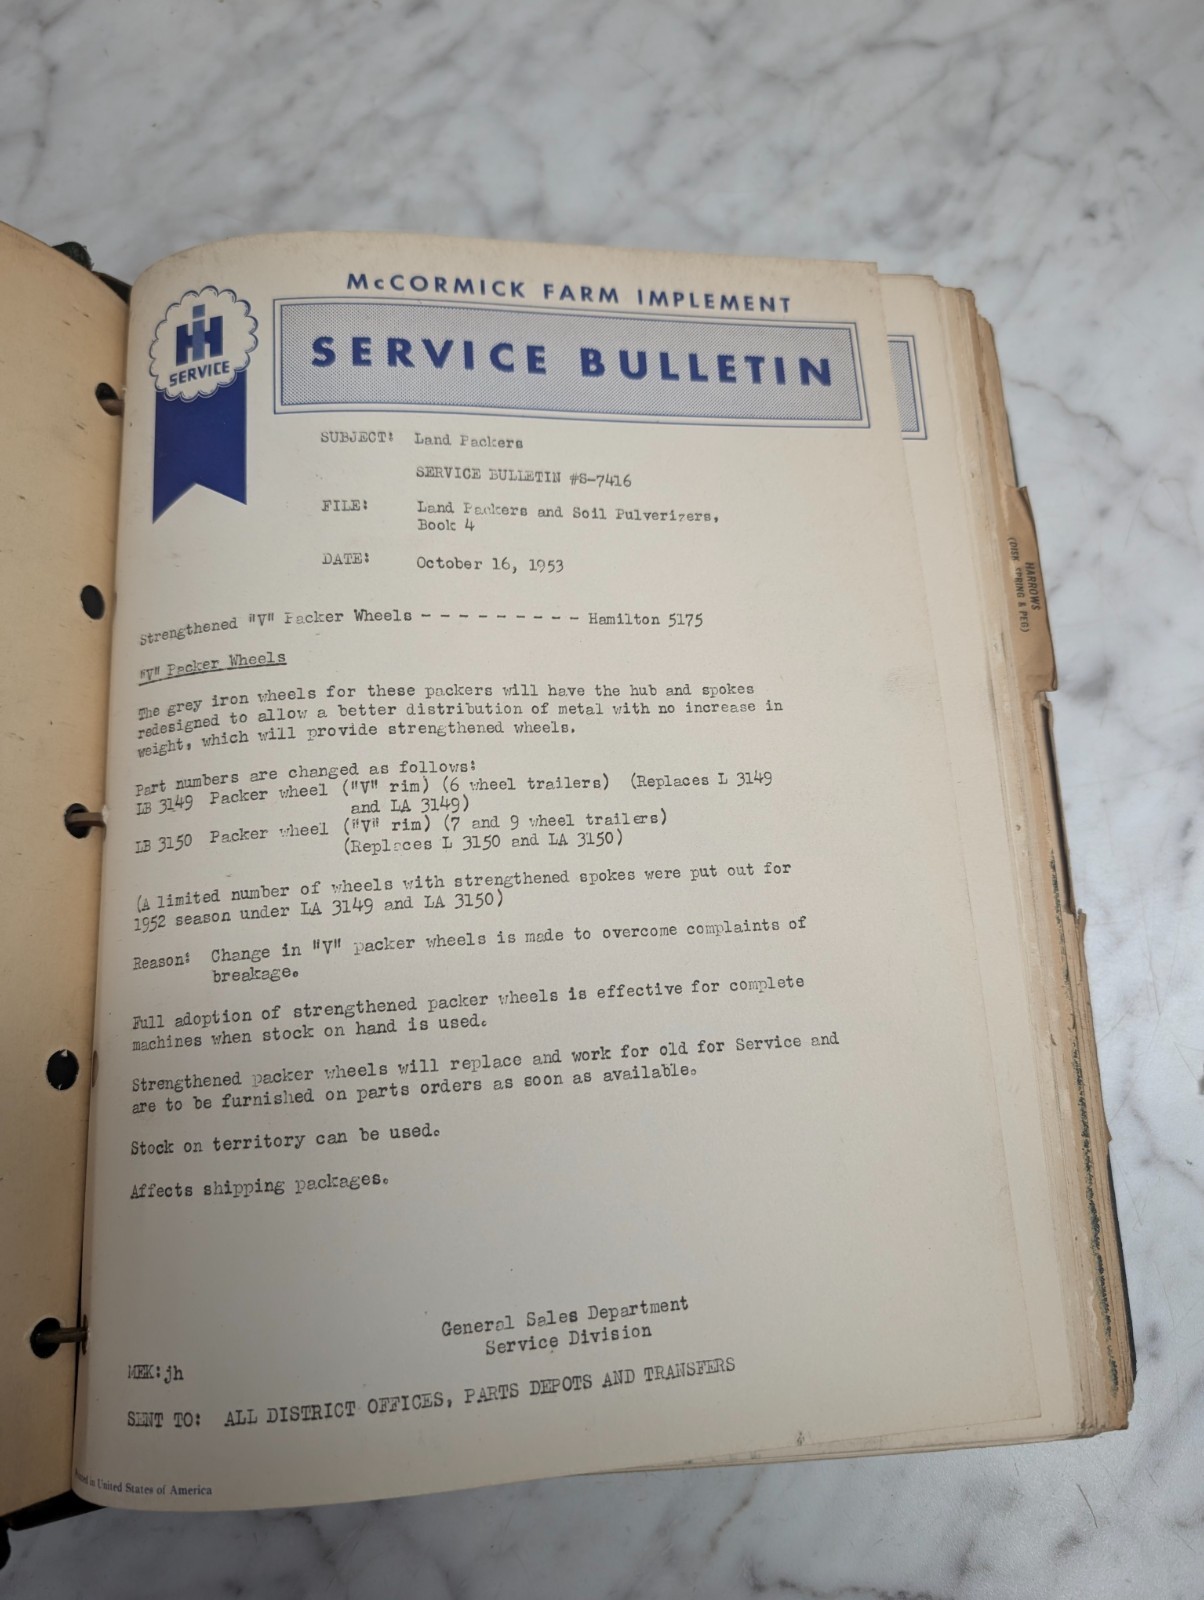 McCORMICK FARM IMPLEMENT
SERVICE BULLETIN
IH
SERVICE
SUBJECT: Land Packers
SERVICE BULLETIN #S-7416
FILE: Land Packers and Soil Pulverizers,
Book 4
DATE: October 16, 1953
Strengthened "V" Packer Wheels - - - - - - - - - Hamilton 5175
"V" Packer Wheels
The grey iron wheels for these packers will have the hub and spokes
redesigned to allow a better distribution of metal with no increase in
weight, which will provide strengthened wheels.
Part numbers are changed as follows:
LB 3149 Packer wheel ("V" rim) (6 wheel trailers) (Replaces L 3149
and LA 3149)
LB 3150 Packer wheel ("V" rim) (7 and 9 wheel trailers)
(Replaces L 3150 and LA 3150)
(A limited number of wheels with strengthened spokes were put out for
1952 season under LA 3149 and LA 3150)
Reason: Change in "V" packer wheels is made to overcome complaints of
breakage.
Full adoption of strengthened packer wheels is effective for complete
machines when stock on hand is used.
Strengthened packer wheels will replace and work for old for Service and
are to be furnished on parts orders as soon as available.
Stock on territory can be used.
Affects shipping packages.
General Sales Department
Service Division
MEK:jh
SENT TO: ALL DISTRICT OFFICES, PARTS DEPOTS AND TRANSFERS
in United States of America
HARROWS
(DISK SPRING & PEG)